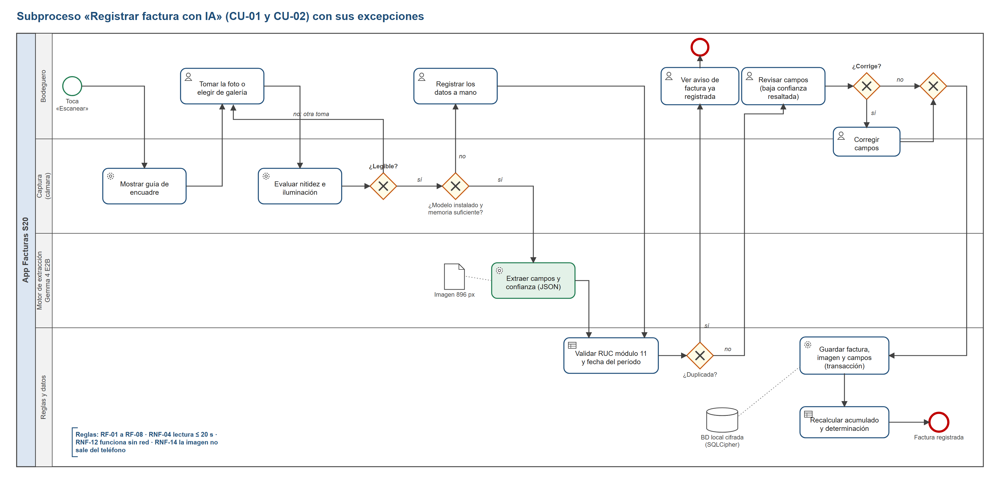 Subproceso «Registrar factura con IA» (CU-01 y CU-02) con sus excepciones
App Facturas S20
Bodeguero
Toca
«Escanear»
Tomar la foto o
elegir de galería
no: otra toma
Registrar los
datos a mano
Ver aviso de
factura ya
registrada
Revisar campos
(baja confianza
resaltada)
¿Corrige?
no
sí
Corregir
campos
Captura
(cámara)
Mostrar guía de
encuadre
Evaluar nitidez e
iluminación
¿Legible?
sí
no
sí
¿Modelo instalado y
memoria suficiente?
Motor de extracción
Gemma 4 E2B
Imagen 896 px
Extraer campos y
confianza (JSON)
Reglas y datos
Validar RUC módulo 11
y fecha del período
sí
no
¿Duplicada?
Guardar factura,
imagen y campos
(transacción)
BD local cifrada
(SQLCipher)
Recalcular acumulado
y determinación
Factura registrada
Reglas: RF-01 a RF-08 · RNF-04 lectura ≤ 20 s ·
RNF-12 funciona sin red · RNF-14 la imagen no
sale del teléfono